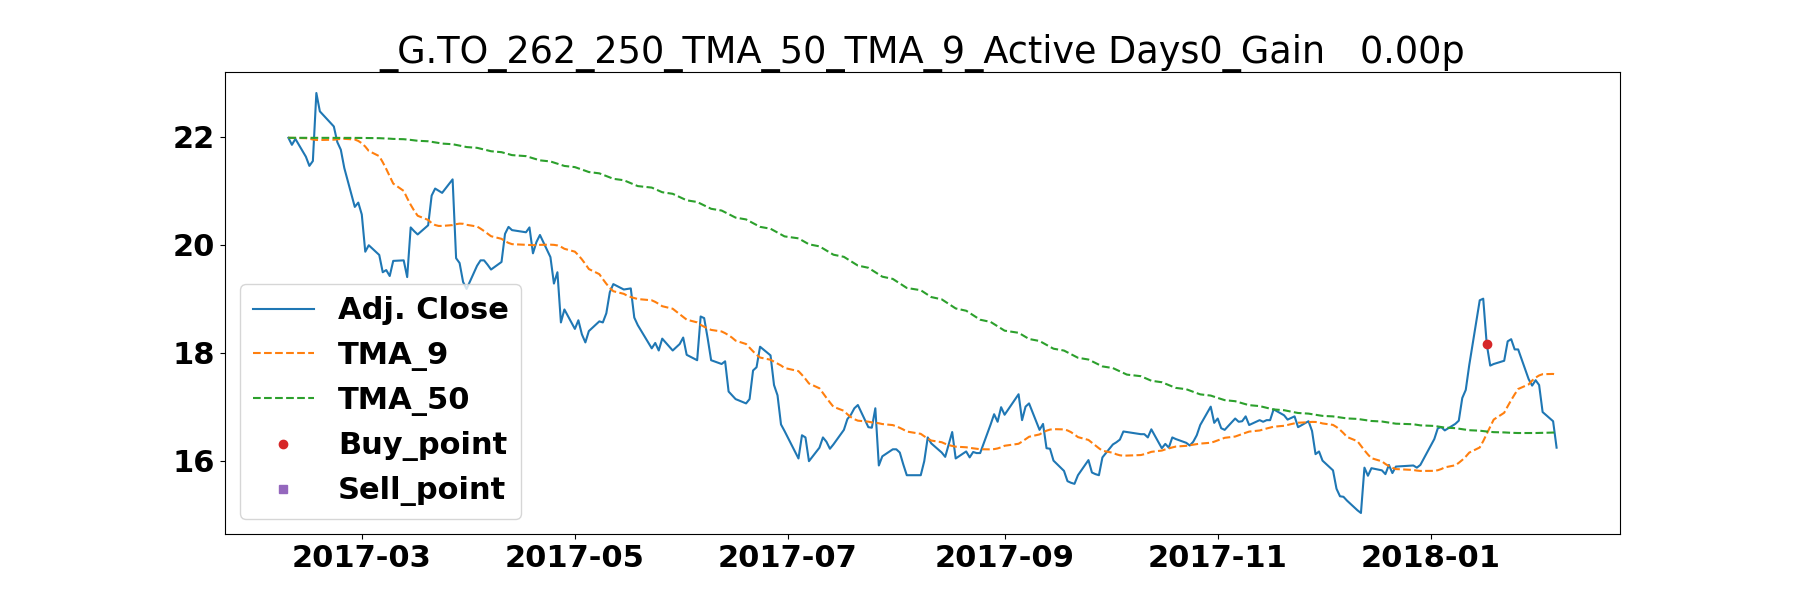 _G.TO_262_250_TMA_50_TMA_9_Active Days0_Gain   0.00p
22
20
18
16
Adj. Close
TMA_9
TMA_50
Buy_point
Sell_point
2017-03 2017-05 2017-07 2017-09 2017-11 2018-01